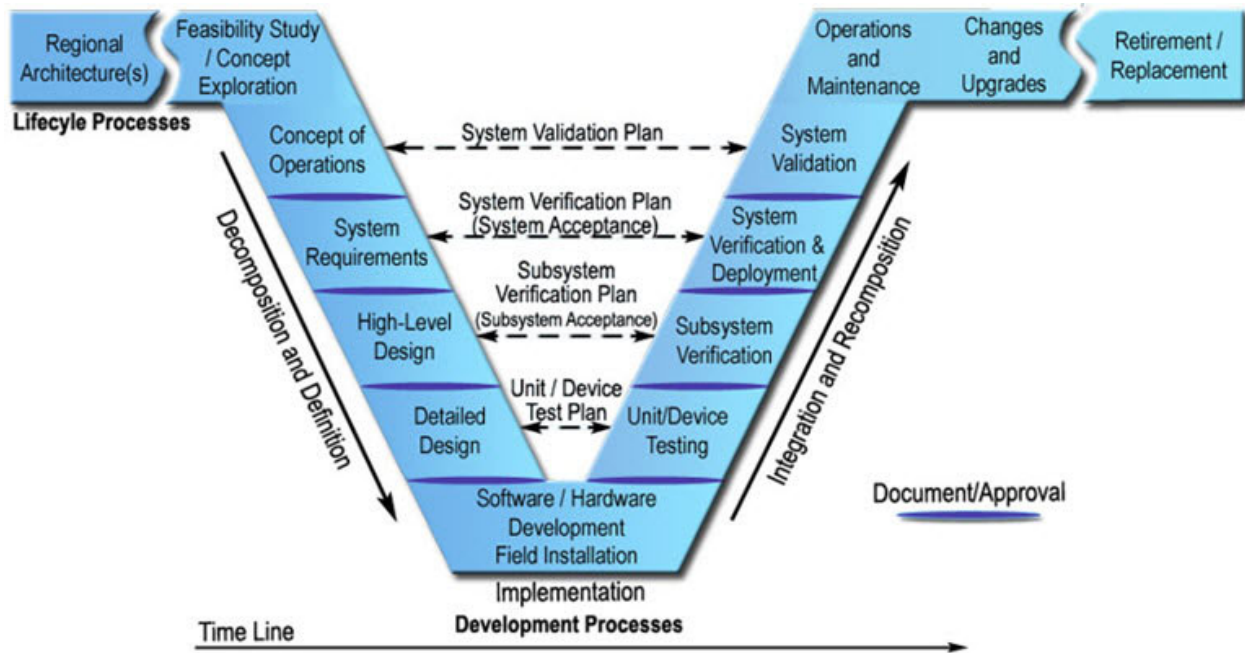 Regional
Architecture(s)
Feasibility Study
/ Concept
Exploration
Operations
and
Maintenance
Changes
and
Upgrades
Retirement /
Replacement
Lifecyle Processes
Concept of
Operations
System Validation Plan
System
Validation
System
Requirements
System Verification Plan
(System Acceptance)
System
Verification &
Deployment
High-Level
Design
Subsystem
Verification Plan
(Subsystem Acceptance)
Subsystem
Verification
Detailed
Design
Unit / Device
Test Plan
Unit/Device
Testing
Decomposition and Definition
Integration and Recomposition
Software / Hardware
Development
Field Installation
Document/Approval
Implementation
Development Processes
Time Line